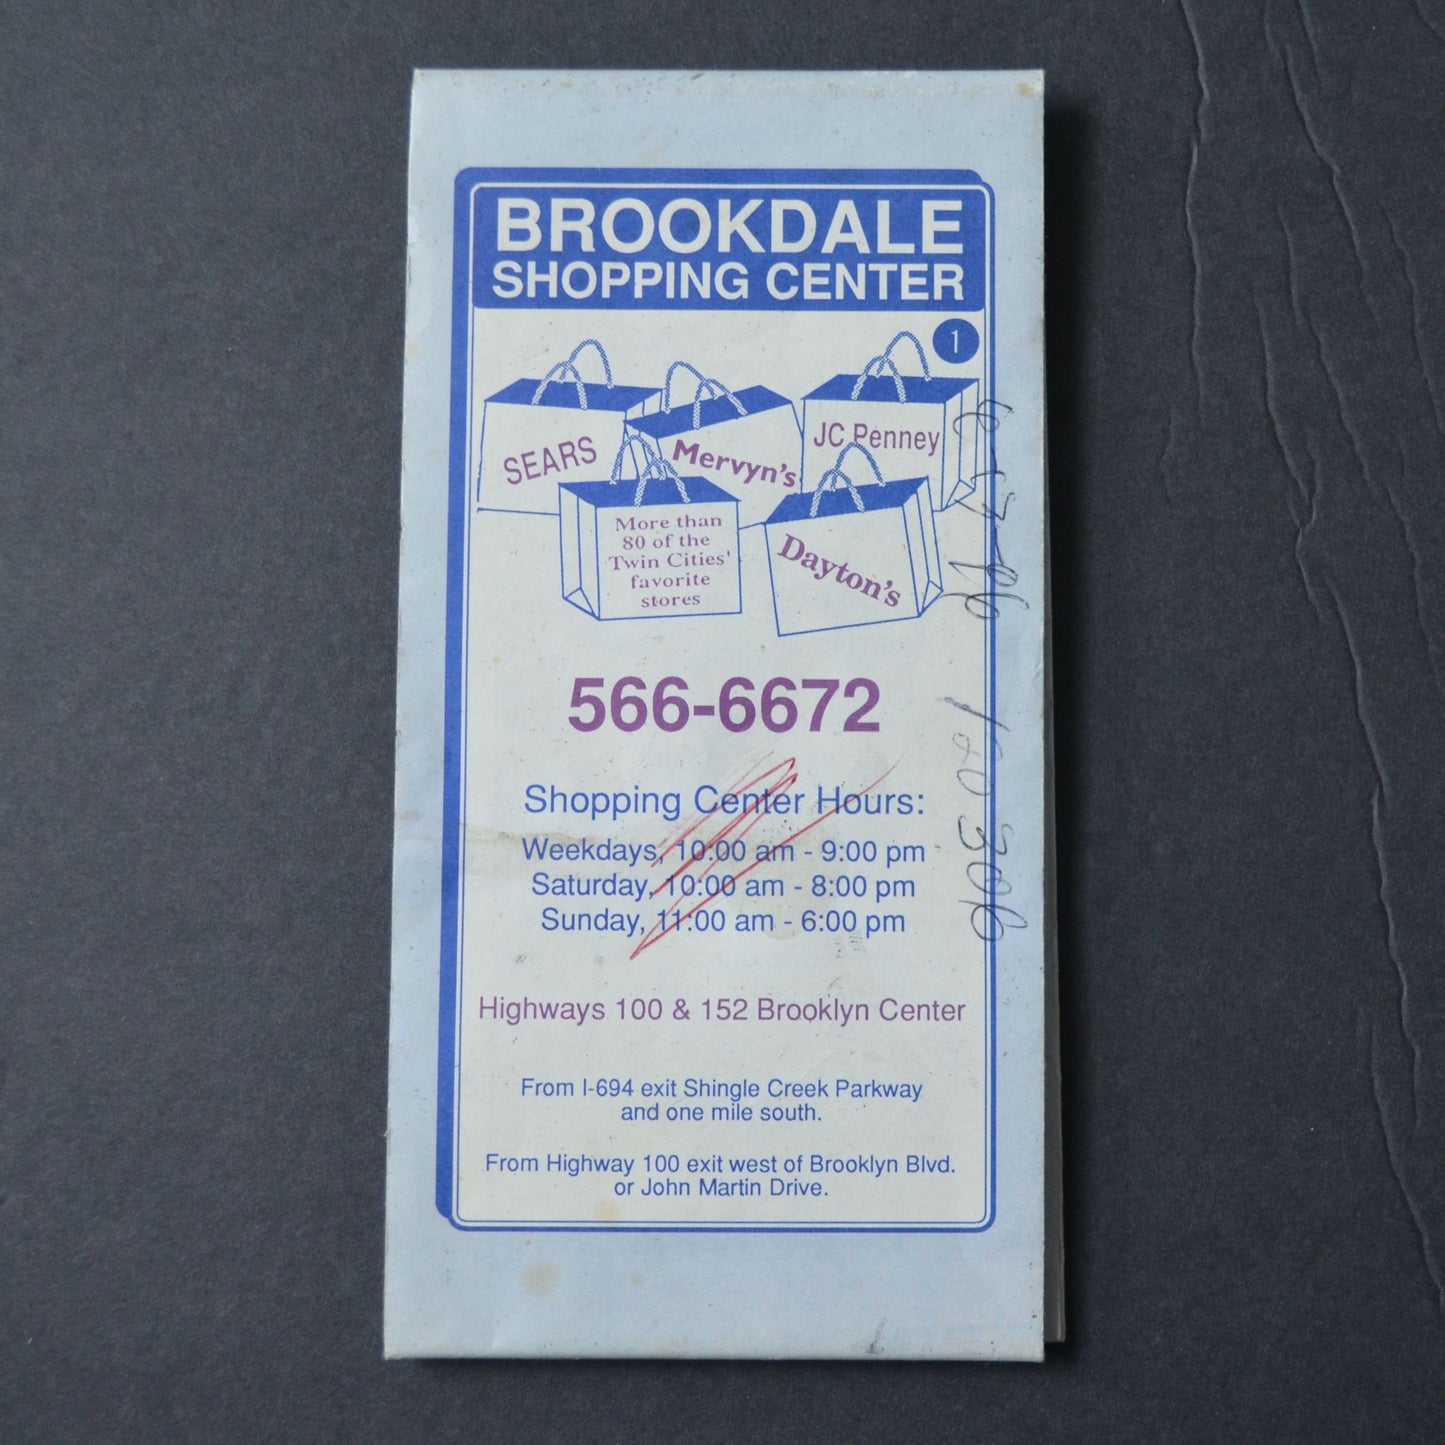 BROOKDALE
SHOPPING CENTER
1
SEARS
Mervyn's
JC Penney
More than
80 of the
Twin Cities'
favorite
stores
Dayton's
566-6672
Shopping Center Hours:
Weekdays, 10:00 am - 9:00 pm
Saturday, 10:00 am - 8:00 pm
Sunday, 11:00 am - 6:00 pm
Highways 100 & 152 Brooklyn Center
From I-694 exit Shingle Creek Parkway
and one mile south.
From Highway 100 exit west of Brooklyn Blvd.
or John Martin Drive.